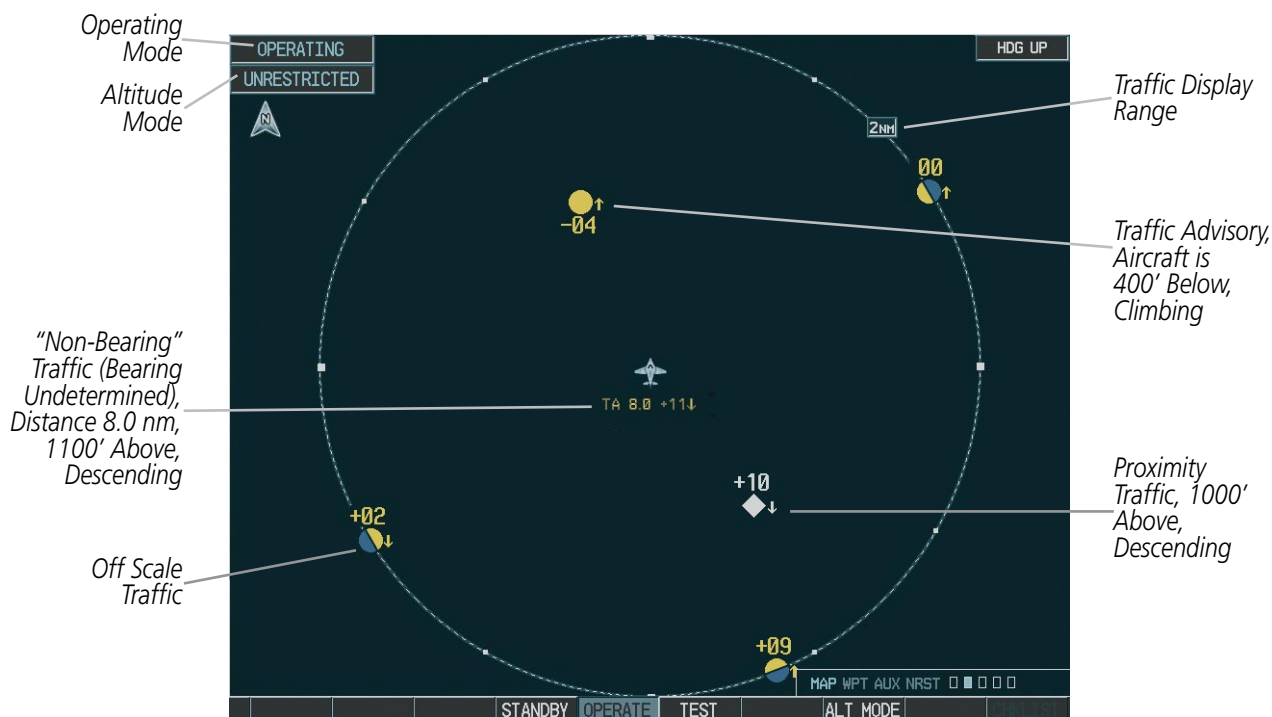 Operating
Mode
Altitude
Mode
“Non-Bearing”
Traffic (Bearing
Undetermined),
Distance 8.0 nm,
1100’ Above,
Descending
Off Scale
Traffic
OPERATING
UNRESTRICTED
N
HDG UP
2NM
00
↑
↑
-04
TA 8.0 +11↓
+10
↓
+02
↓
+09
↑
MAP WPT AUX NRST
STANDBY OPERATE TEST ALT MODE CHKLIST
Traffic Display
Range
Traffic Advisory,
Aircraft is
400’ Below,
Climbing
Proximity
Traffic, 1000’
Above,
Descending